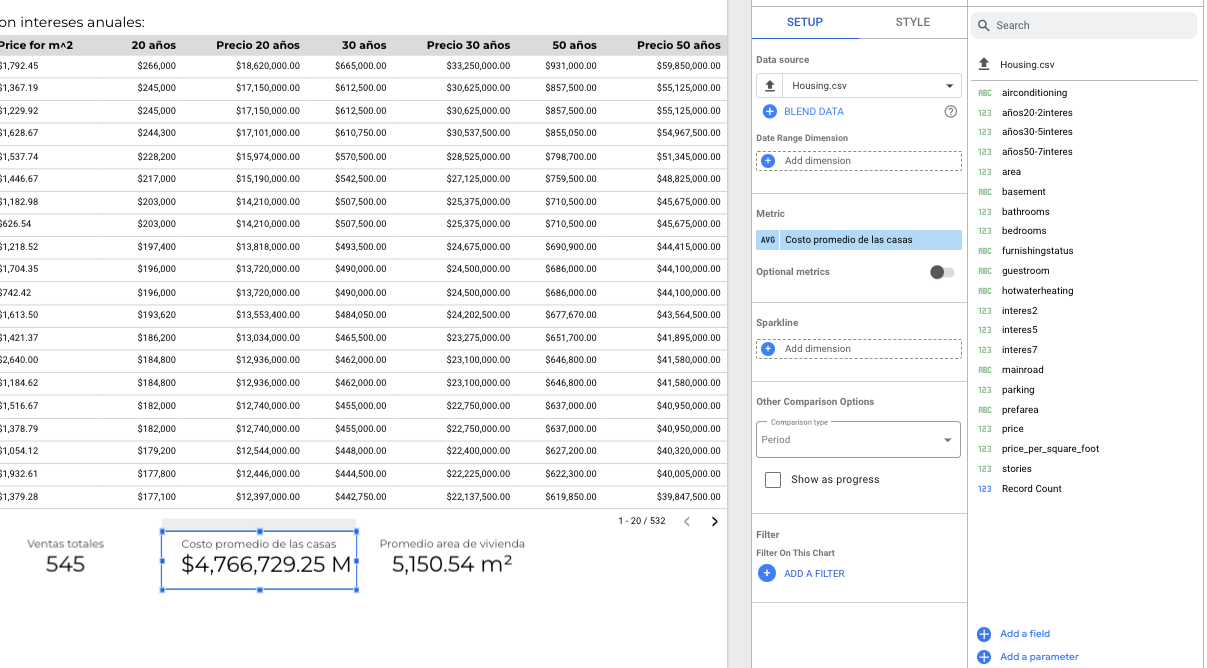 on intereses anuales:
Price for m^2 20 años Precio 20 años 30 años Precio 30 años 50 años Precio 50 años
$1,792.45 $266,000 $18,620,000.00 $665,000.00 $33,250,000.00 $931,000.00 $59,850,000.00
$1,367.19 $245,000 $17,150,000.00 $612,500.00 $30,625,000.00 $857,500.00 $55,125,000.00
$1,229.92 $245,000 $17,150,000.00 $612,500.00 $30,625,000.00 $857,500.00 $55,125,000.00
$1,628.67 $244,300 $17,101,000.00 $610,750.00 $30,537,500.00 $855,050.00 $54,967,500.00
$1,537.74 $228,200 $15,974,000.00 $570,500.00 $28,525,000.00 $798,700.00 $51,345,000.00
$1,446.67 $217,000 $15,190,000.00 $542,500.00 $27,125,000.00 $759,500.00 $48,825,000.00
$1,182.98 $203,000 $14,210,000.00 $507,500.00 $25,375,000.00 $710,500.00 $45,675,000.00
$626.54 $203,000 $14,210,000.00 $507,500.00 $25,375,000.00 $710,500.00 $45,675,000.00
$1,218.52 $197,400 $13,818,000.00 $493,500.00 $24,675,000.00 $690,900.00 $44,415,000.00
$1,704.35 $196,000 $13,720,000.00 $490,000.00 $24,500,000.00 $686,000.00 $44,100,000.00
$742.42 $196,000 $13,720,000.00 $490,000.00 $24,500,000.00 $686,000.00 $44,100,000.00
$1,613.50 $193,620 $13,553,400.00 $484,050.00 $24,202,500.00 $677,670.00 $43,564,500.00
$1,421.37 $186,200 $13,034,000.00 $465,500.00 $23,275,000.00 $651,700.00 $41,895,000.00
$2,640.00 $184,800 $12,936,000.00 $462,000.00 $23,100,000.00 $646,800.00 $41,580,000.00
$1,184.62 $184,800 $12,936,000.00 $462,000.00 $23,100,000.00 $646,800.00 $41,580,000.00
$1,516.67 $182,000 $12,740,000.00 $455,000.00 $22,750,000.00 $637,000.00 $40,950,000.00
$1,378.79 $182,000 $12,740,000.00 $455,000.00 $22,750,000.00 $637,000.00 $40,950,000.00
$1,054.12 $179,200 $12,544,000.00 $448,000.00 $22,400,000.00 $627,200.00 $40,320,000.00
$1,932.61 $177,800 $12,446,000.00 $444,500.00 $22,225,000.00 $622,300.00 $40,005,000.00
$1,379.28 $177,100 $12,397,000.00 $442,750.00 $22,137,500.00 $619,850.00 $39,847,500.00
1 - 20 / 532
Ventas totales
545
Costo promedio de las casas
$4,766,729.25 M
Promedio area de vivienda
5,150.54 m²
SETUP STYLE
Data source
Housing.csv
BLEND DATA
Date Range Dimension
Add dimension
Metric
AVG Costo promedio de las casas
Optional metrics
Sparkline
Add dimension
Other Comparison Options
Comparison type
Period
Show as progress
Filter
Filter On This Chart
ADD A FILTER
Search
Housing.csv
ABC airconditioning
123 años20-2interes
123 años30-5interes
123 años50-7interes
123 area
ABC basement
123 bathrooms
123 bedrooms
ABC furnishingstatus
ABC guestroom
ABC hotwaterheating
123 interes2
123 interes5
123 interes7
ABC mainroad
123 parking
ABC prefarea
123 price
123 price_per_square_foot
123 stories
123 Record Count
Add a field
Add a parameter